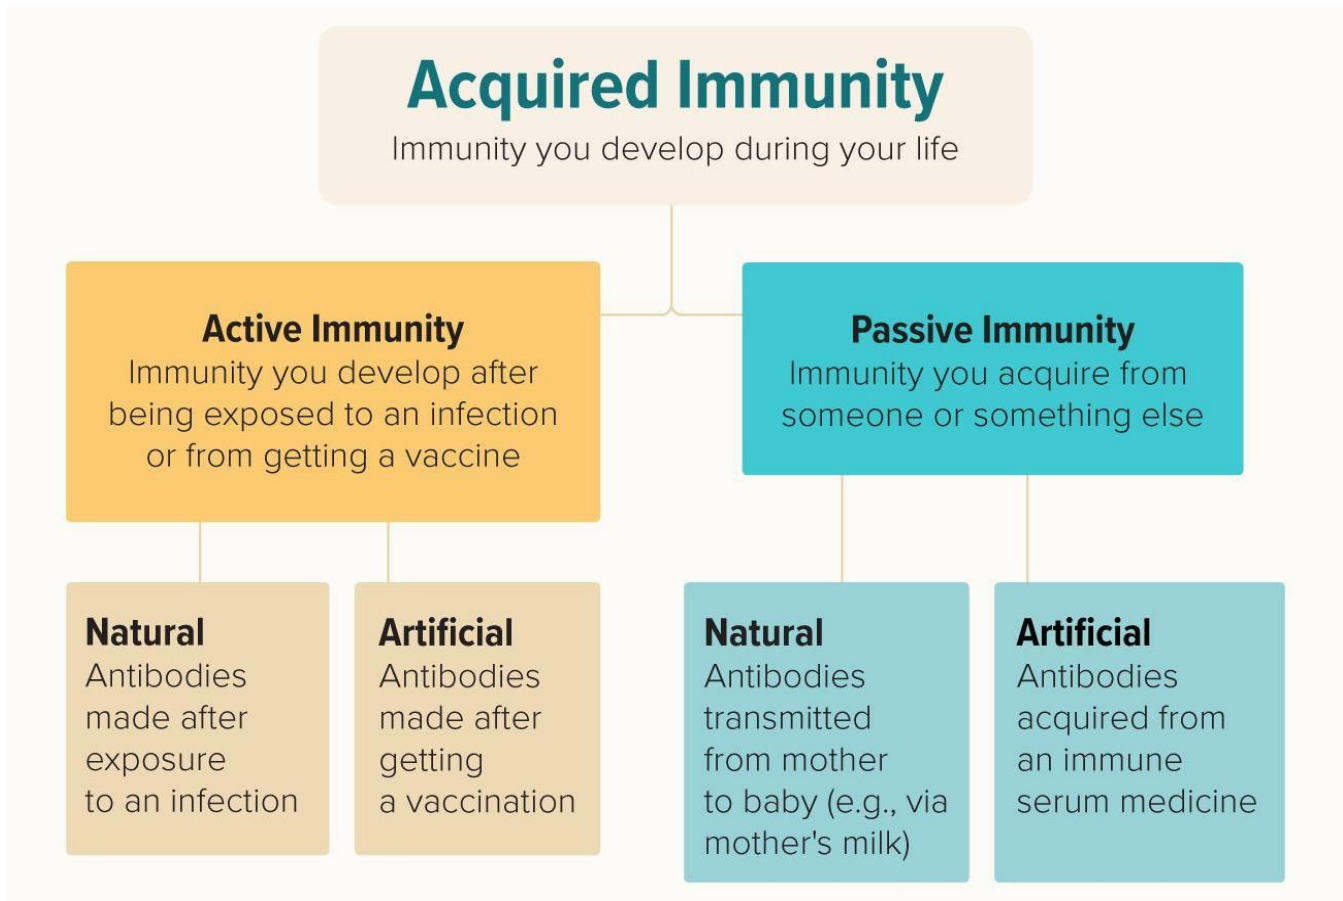 Acquired Immunity
Immunity you develop during your life
Active Immunity
Immunity you develop after
being exposed to an infection
or from getting a vaccine
Passive Immunity
Immunity you acquire from
someone or something else
Natural
Antibodies
made after
exposure
to an infection
Artificial
Antibodies
made after
getting
a vaccination
Natural
Antibodies
transmitted
from mother
to baby (e.g., via
mother's milk)
Artificial
Antibodies
acquired from
an immune
serum medicine